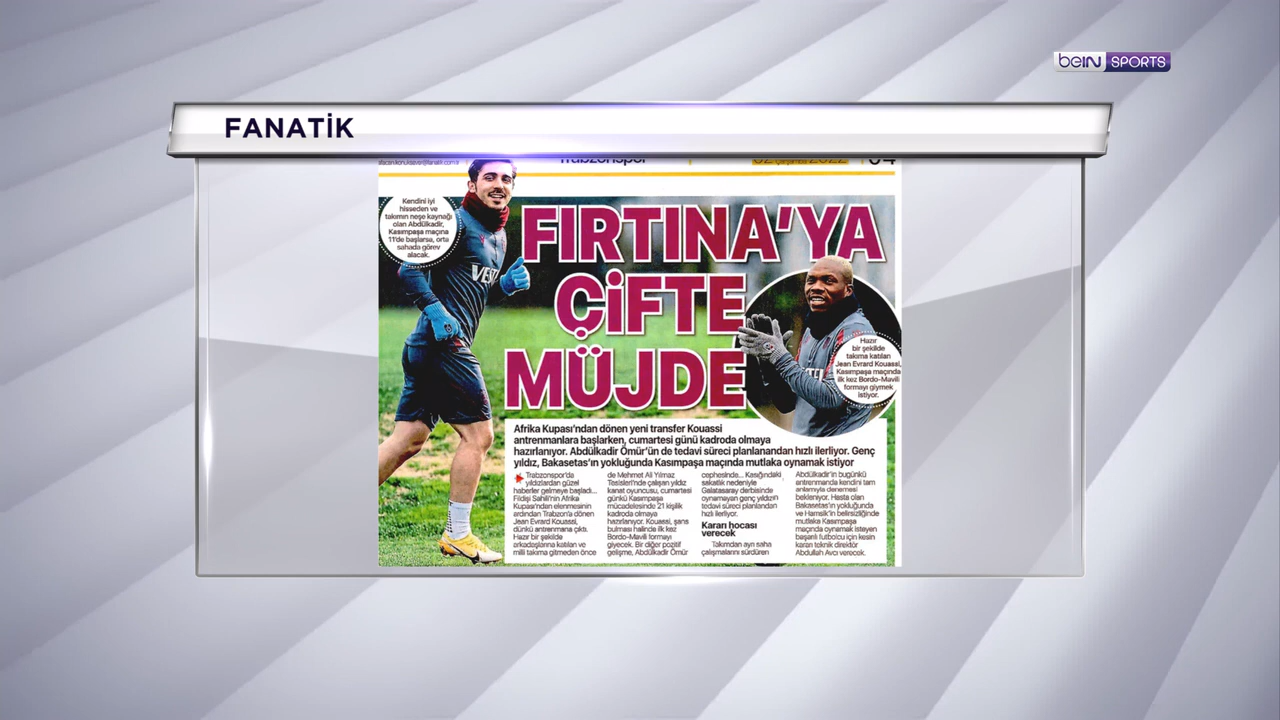 beIN SPORTS
FANATİK
Trabzonspor
02 Çarşamba 2022
04
Kendini iyi
hisseden ve
takımın neşe kaynağı
olan Abdülkadir,
Kasımpaşa maçına
11'de başlarsa, orta
sahada görev
alacak.
FIRTINA'YA
ÇİFTE
MÜJDE
Hazır
bir şekilde
takıma katılan
Jean Evrard Kouassi,
Kasımpaşa maçında
ilk kez Bordo-Mavili
formayı giymek
istiyor.
Afrika Kupası'ndan dönen yeni transfer Kouassi
antrenmanlara başlarken, cumartesi günü kadroda olmaya
hazırlanıyor. Abdülkadir Ömür'ün de tedavi süreci planlanandan hızlı ilerliyor. Genç
yıldız, Bakasetas'ın yokluğunda Kasımpaşa maçında mutlaka oynamak istiyor
Trabzonspor'da
yıldızlardan güzel
haberler gelmeye başladı...
Fildişi Sahili'nin Afrika
Kupası'ndan elenmesinin
ardından Trabzon'a dönen
Jean Evrard Kouassi,
dünkü antrenmana çıktı.
Hazır bir şekilde
arkadaşlarına katılan ve
milli takıma gitmeden önce
de Mehmet Ali Yılmaz
Tesisleri'nde çalışan yıldız
kanat oyuncusu, cumartesi
günkü Kasımpaşa
mücadelesinde 21 kişilik
kadroda olmaya
hazırlanıyor. Kouassi, şans
bulması halinde ilk kez
Bordo-Mavili formayı
giyecek. Bir diğer pozitif
gelişme, Abdülkadir Ömür
cephesinde... Kasığındaki
sakatlık nedeniyle
Galatasaray derbisinde
oynamayan genç yıldızın
tedavi süreci planlanandan
hızlı ilerliyor.
Kararı hocası
verecek
Takımdan ayrı saha
çalışmalarını sürdüren
Abdülkadir'in bugünkü
antrenmanda kendini tam
anlamıyla denemesi
bekleniyor. Hasta olan
Bakasetas'ın yokluğunda
ve Hamsik'in belirsizliğinde
mutlaka Kasımpaşa
maçında oynamak isteyen
başarılı futbolcu için kesin
kararı teknik direktör
Abdullah Avcı verecek.